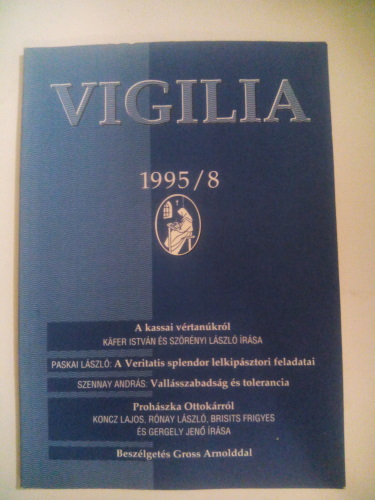 VIGILIA
1995/8
A kassai vértanúkról
KÁFER ISTVÁN ÉS SZÖRÉNYI LÁSZLÓ ÍRÁSA
PASKAI LÁSZLÓ: A Veritatis splendor lelkipásztori feladatai
SZENNAY ANDRÁS: Vallásszabadság és tolerancia
Prohászka Ottokárról
KONCZ LAJOS, RÓNAY LÁSZLÓ, BRISITS FRIGYES
ÉS GERGELY JENŐ ÍRÁSA
Beszélgetés Gross Arnolddal